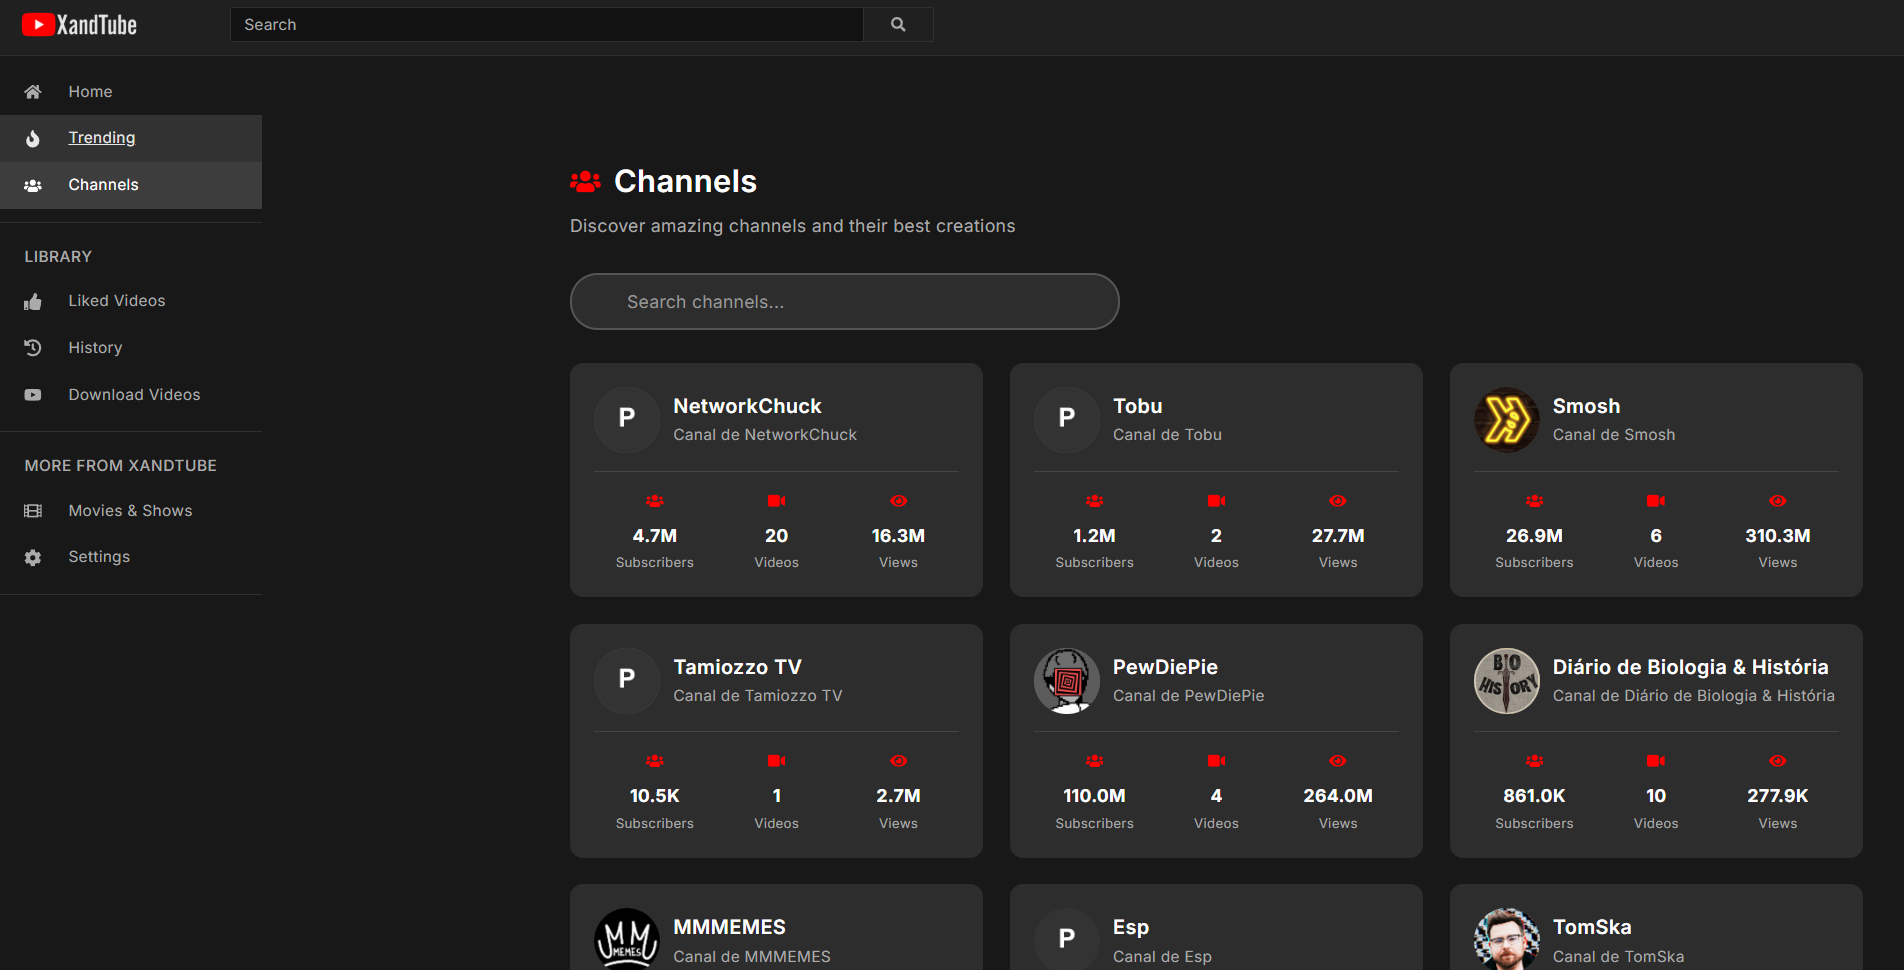 XandTube
Search
Home
Trending
Channels
LIBRARY
Liked Videos
History
Download Videos
MORE FROM XANDTUBE
Movies & Shows
Settings
Channels
Discover amazing channels and their best creations
Search channels...
P
NetworkChuck
Canal de NetworkChuck
4.7M
Subscribers
20
Videos
16.3M
Views
P
Tobu
Canal de Tobu
1.2M
Subscribers
2
Videos
27.7M
Views
Smosh
Canal de Smosh
26.9M
Subscribers
6
Videos
310.3M
Views
P
Tamiozzo TV
Canal de Tamiozzo TV
10.5K
Subscribers
1
Videos
2.7M
Views
PewDiePie
Canal de PewDiePie
110.0M
Subscribers
4
Videos
264.0M
Views
BIO
HISTORY
Diário de Biologia & História
Canal de Diário de Biologia & História
861.0K
Subscribers
10
Videos
277.9K
Views
MM
MEMES
MMMEMES
Canal de MMMEMES
P
Esp
Canal de Esp
TomSka
Canal de TomSka